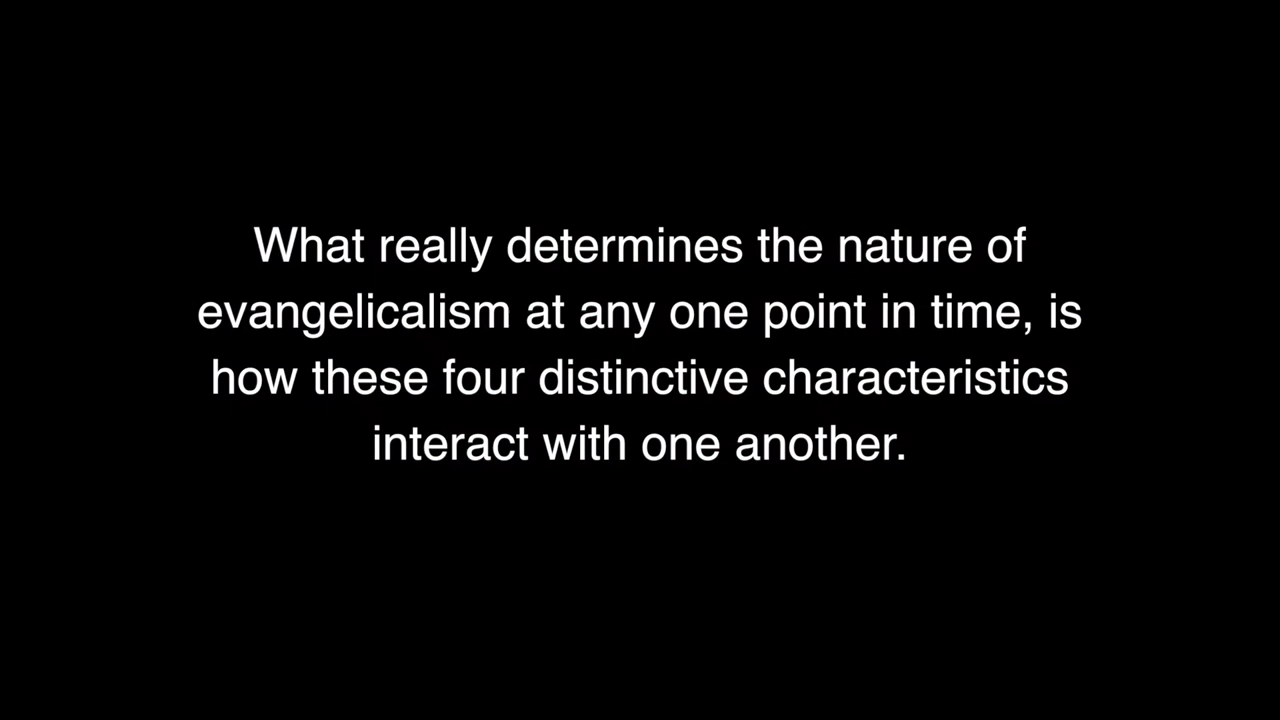 What really determines the nature of
evangelicalism at any one point in time, is
how these four distinctive characteristics
interact with one another.